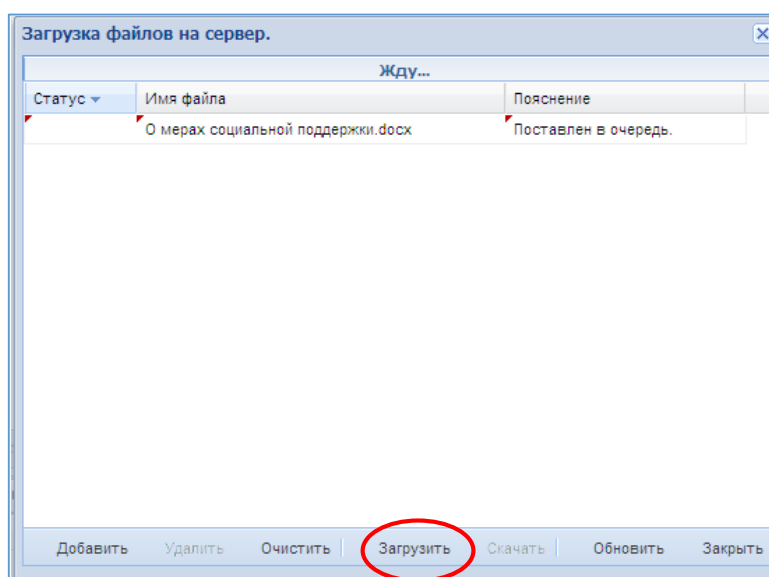 Загрузка файлов на сервер.
Жду...
Статус Имя файла Пояснение
О мерах социальной поддержки.docx Поставлен в очередь.
Добавить Удалить Очистить Загрузить Скачать Обновить Закрыть